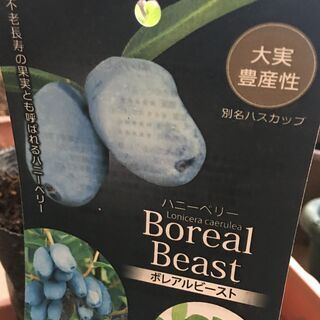 不老長寿の果実とも呼ばれるハニーベリー
大実
豊産性
別名ハスカップ
ハニーベリー
Lonicera caerulea
Boreal
Beast
ボレアルビースト